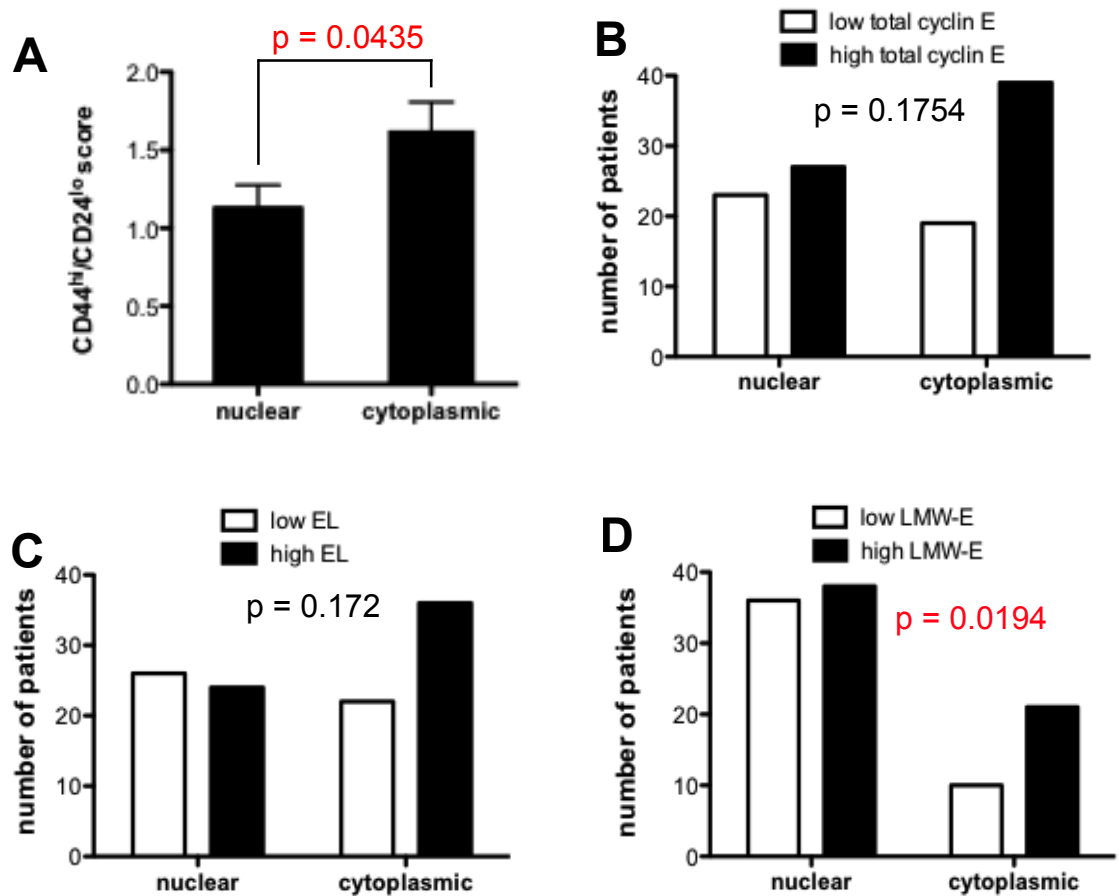 A
p = 0.0435
CD44hi/CD24lo score
2.0
1.5
1.0
0.5
0.0
nuclear
cytoplasmic
B
low total cyclin E
high total cyclin E
p = 0.1754
number of patients
40
30
20
10
0
nuclear
cytoplasmic
C
low EL
high EL
p = 0.172
number of patients
40
30
20
10
0
nuclear
cytoplasmic
D
low LMW-E
high LMW-E
p = 0.0194
number of patients
40
30
20
10
0
nuclear
cytoplasmic